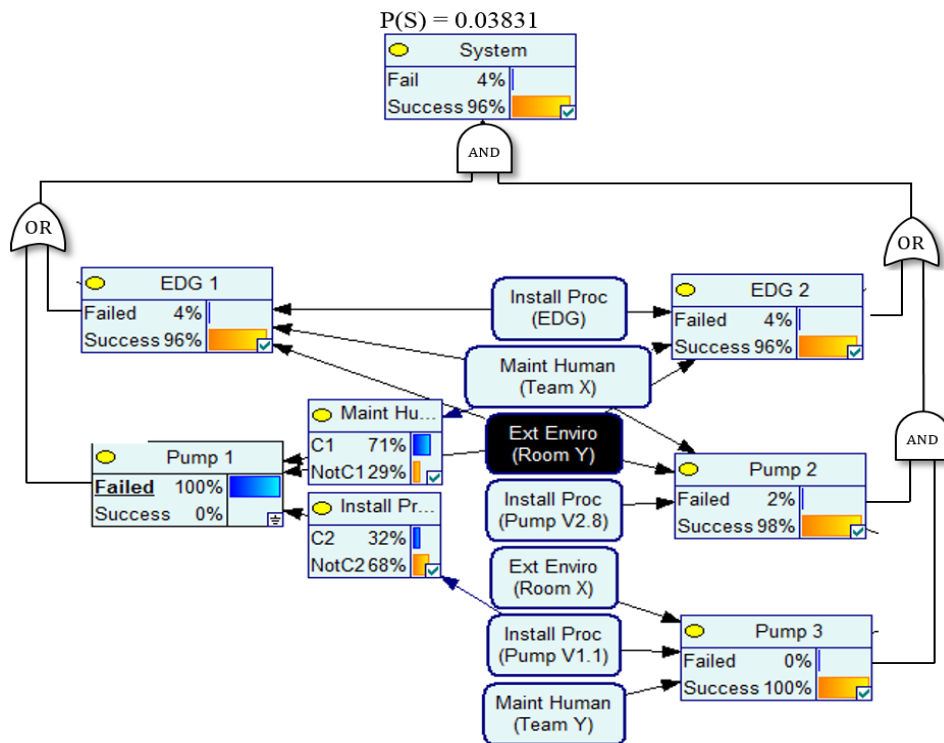 P(S) = 0.03831
System
Fail 4%
Success 96%
AND
OR
OR
EDG 1
Failed 4%
Success 96%
Install Proc
(EDG)
EDG 2
Failed 4%
Success 96%
Maint Human
(Team X)
Maint Hu...
C1 71%
NotC1 29%
Ext Enviro
(Room Y)
AND
Pump 1
Failed 100%
Success 0%
Pump 2
Failed 2%
Success 98%
Install Pr...
C2 32%
NotC2 68%
Install Proc
(Pump V2.8)
Ext Enviro
(Room X)
Install Proc
(Pump V1.1)
Pump 3
Failed 0%
Success 100%
Maint Human
(Team Y)